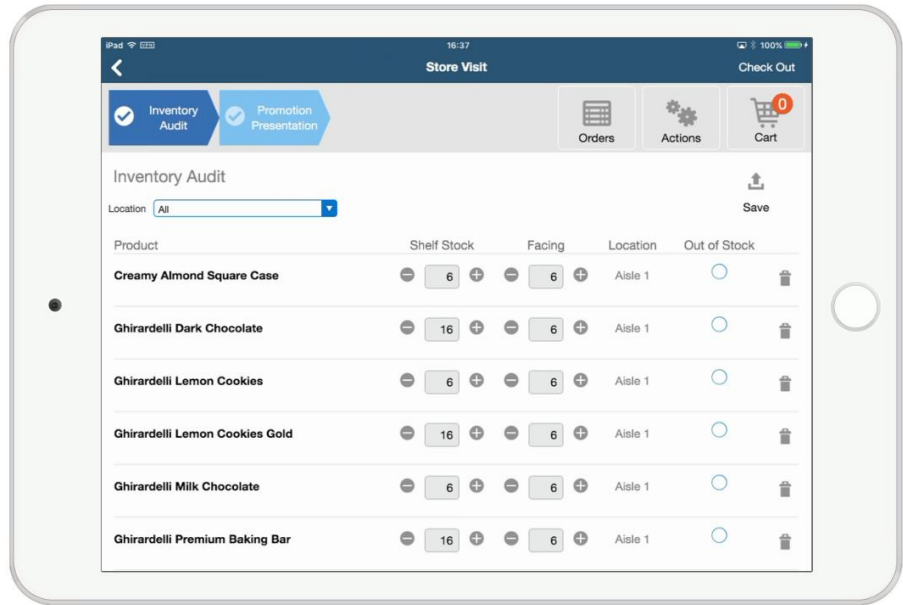 iPad VPN 16:37 100%
Store Visit Check Out
Inventory Audit
Promotion Presentation
Orders
Actions
0
Cart
Inventory Audit
Save
Location All
Product Shelf Stock Facing Location Out of Stock
Creamy Almond Square Case 6 6 Aisle 1
Ghirardelli Dark Chocolate 16 6 Aisle 1
Ghirardelli Lemon Cookies 6 6 Aisle 1
Ghirardelli Lemon Cookies Gold 16 6 Aisle 1
Ghirardelli Milk Chocolate 6 6 Aisle 1
Ghirardelli Premium Baking Bar 16 6 Aisle 1